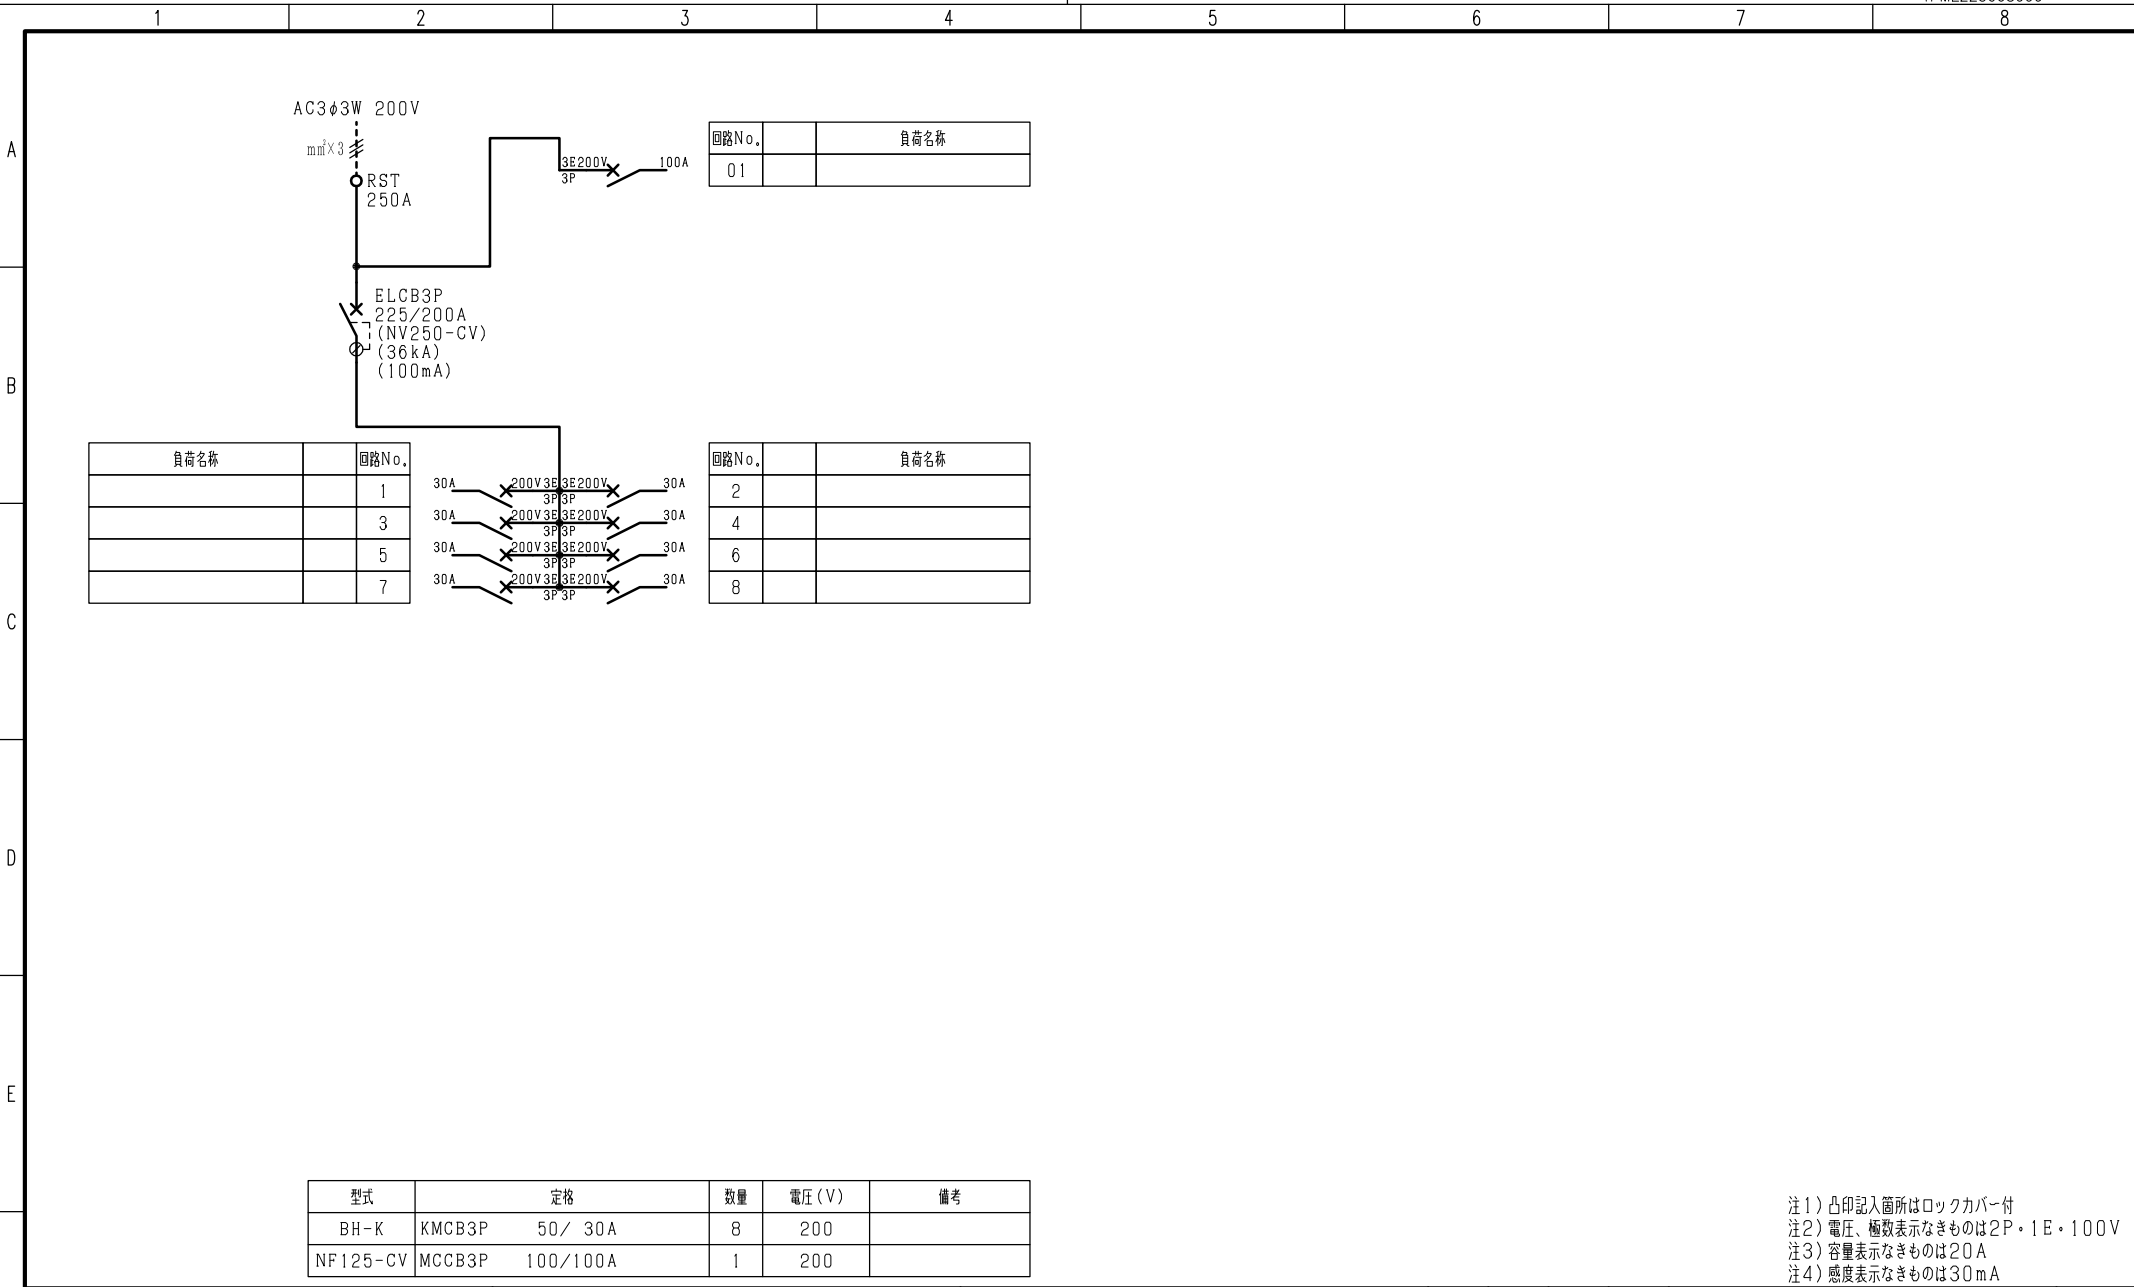 1 2 3 4 5 6 7 8
A
B
C
D
E
AC3φ3W 200V
mm²×3
RST
250A
3E200V 100A
3P
回路No. 負荷名称
01
ELCB3P
225/200A
(NV250-CV)
(36kA)
(100mA)
負荷名称 回路No. 回路No. 負荷名称
1 30A 200V3E 3E200V 30A 2
3P 3P
3 30A 200V3E 3E200V 30A 4
3P 3P
5 30A 200V3E 3E200V 30A 6
3P 3P
7 30A 200V3E 3E200V 30A 8
3P 3P
型式 定格 数量 電圧(V) 備考
BH-K KMCB3P 50/ 30A 8 200
NF125-CV MCCB3P 100/100A 1 200
注1)凸印記入箇所はロックカバー付
注2)電圧、極数表示なきものは2P・1E・100V
注3)容量表示なきものは20A
注4)感度表示なきものは30mA